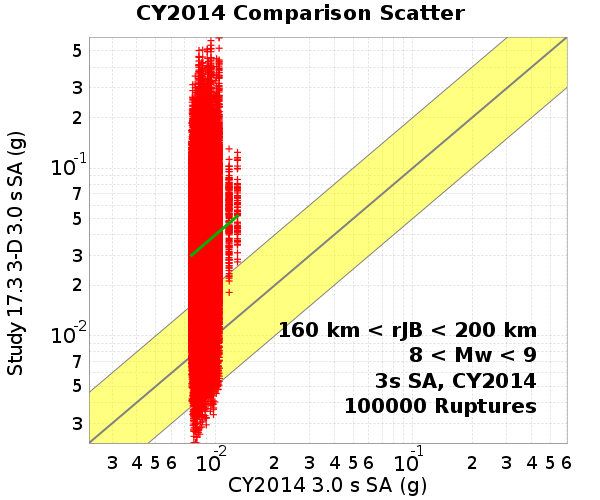 CY2014 Comparison Scatter
5
3
2
10-1
7
5
3
2
10-2
7
5
3
Study 17.3 3-D 3.0 s SA (g)
160 km < rJB < 200 km
8 < Mw < 9
3s SA, CY2014
100000 Ruptures
3 4 5 6 10-2 2 3 4 5 6 10-1 2 3 4 5 6
CY2014 3.0 s SA (g)